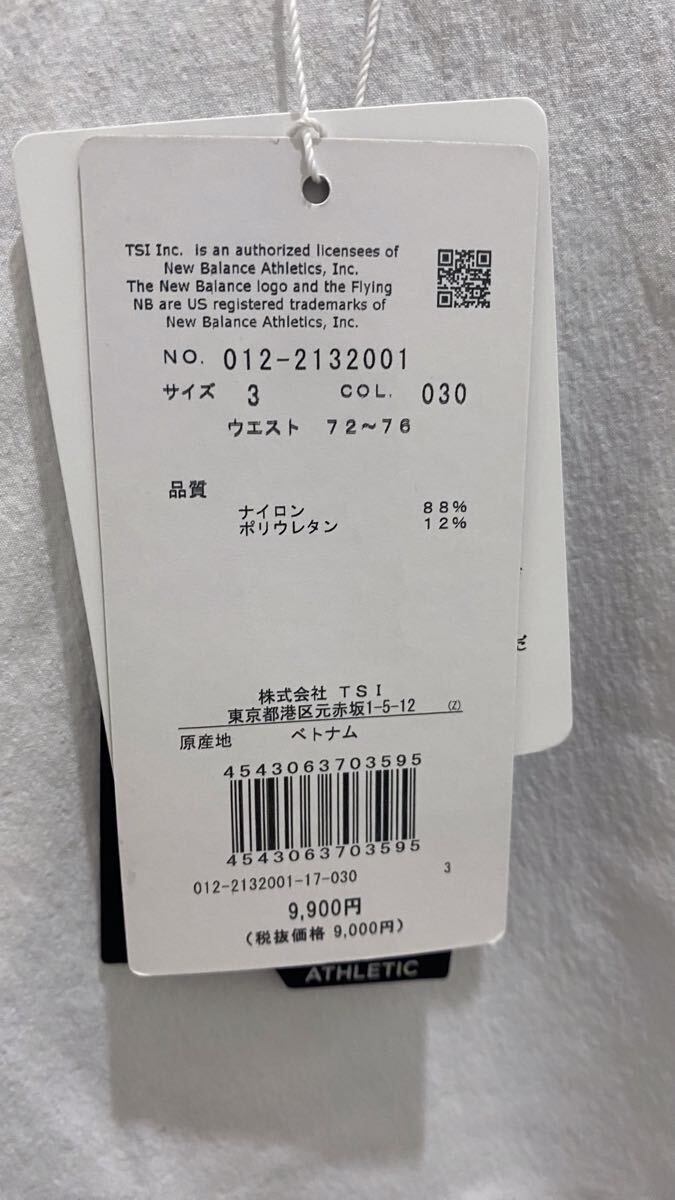 TSI Inc. is an authorized licensees of
New Balance Athletics, Inc.
The New Balance logo and the Flying
NB are US registered trademarks of
New Balance Athletics, Inc.
NO. 012-2132001
サイズ 3 COL. 030
ウエスト 72~76
品質
ナイロン 88%
ポリウレタン 12%
だ
株式会社 TSI
東京都港区元赤坂1-5-12 (Z)
原産地 ベトナム
4543063703595
4543063703595
012-2132001-17-030 3
9,900円
(税抜価格 9,000円)
ATHLETIC